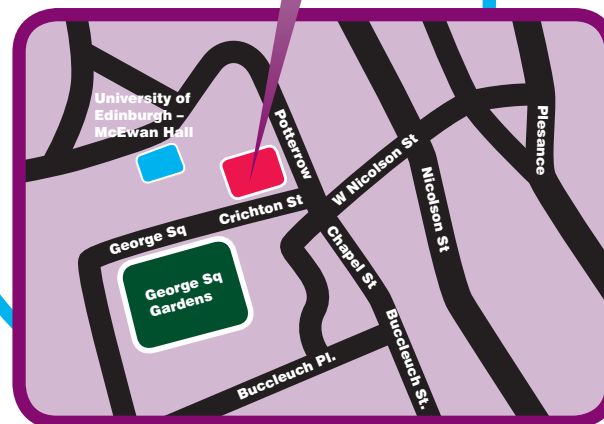 University of
Edinburgh –
McEwan Hall
Potterrow
Plesance
W Nicolson St
Nicolson St
Crichton St
George Sq
Chapel St
George Sq
Gardens
Buccleuch St.
Buccleuch Pl.